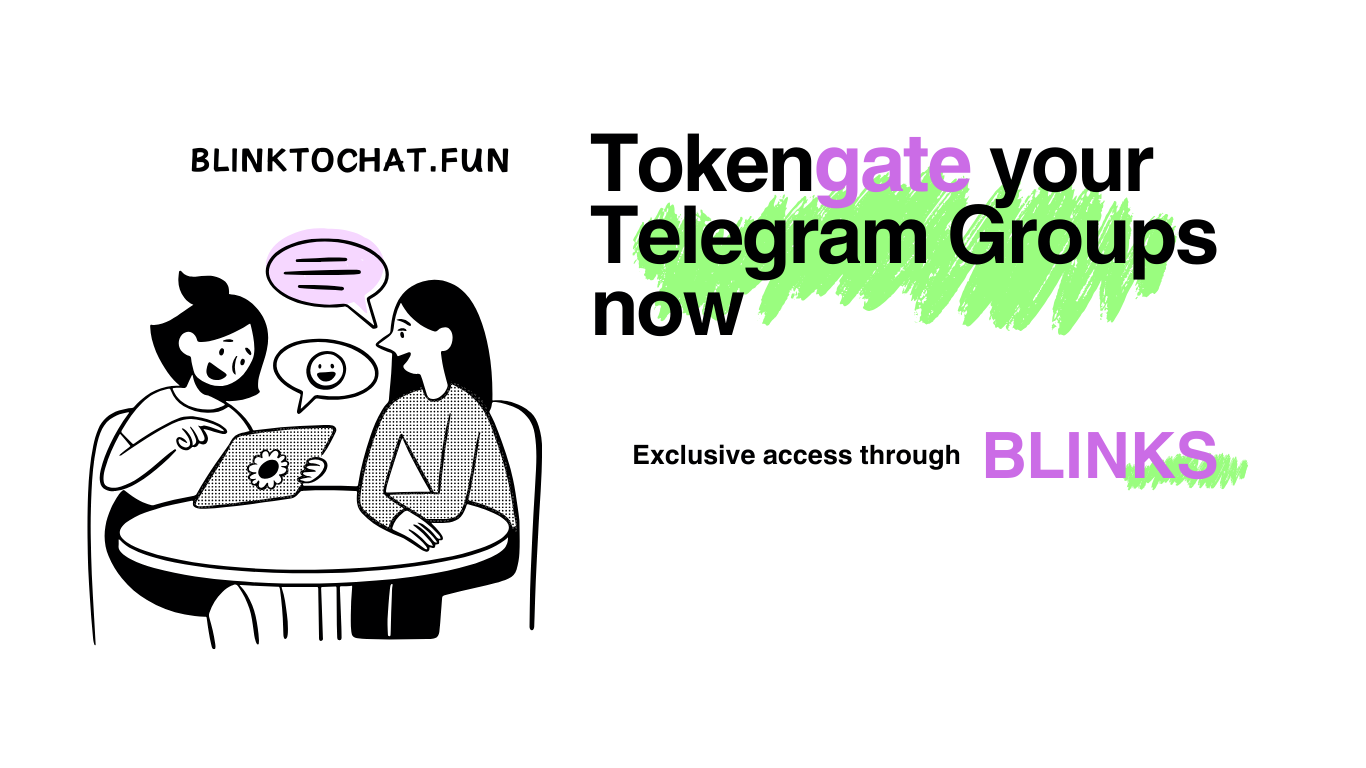 BLINKTOCHAT.FUN
Tokengate your
Telegram Groups
now
Exclusive access through BLINKS